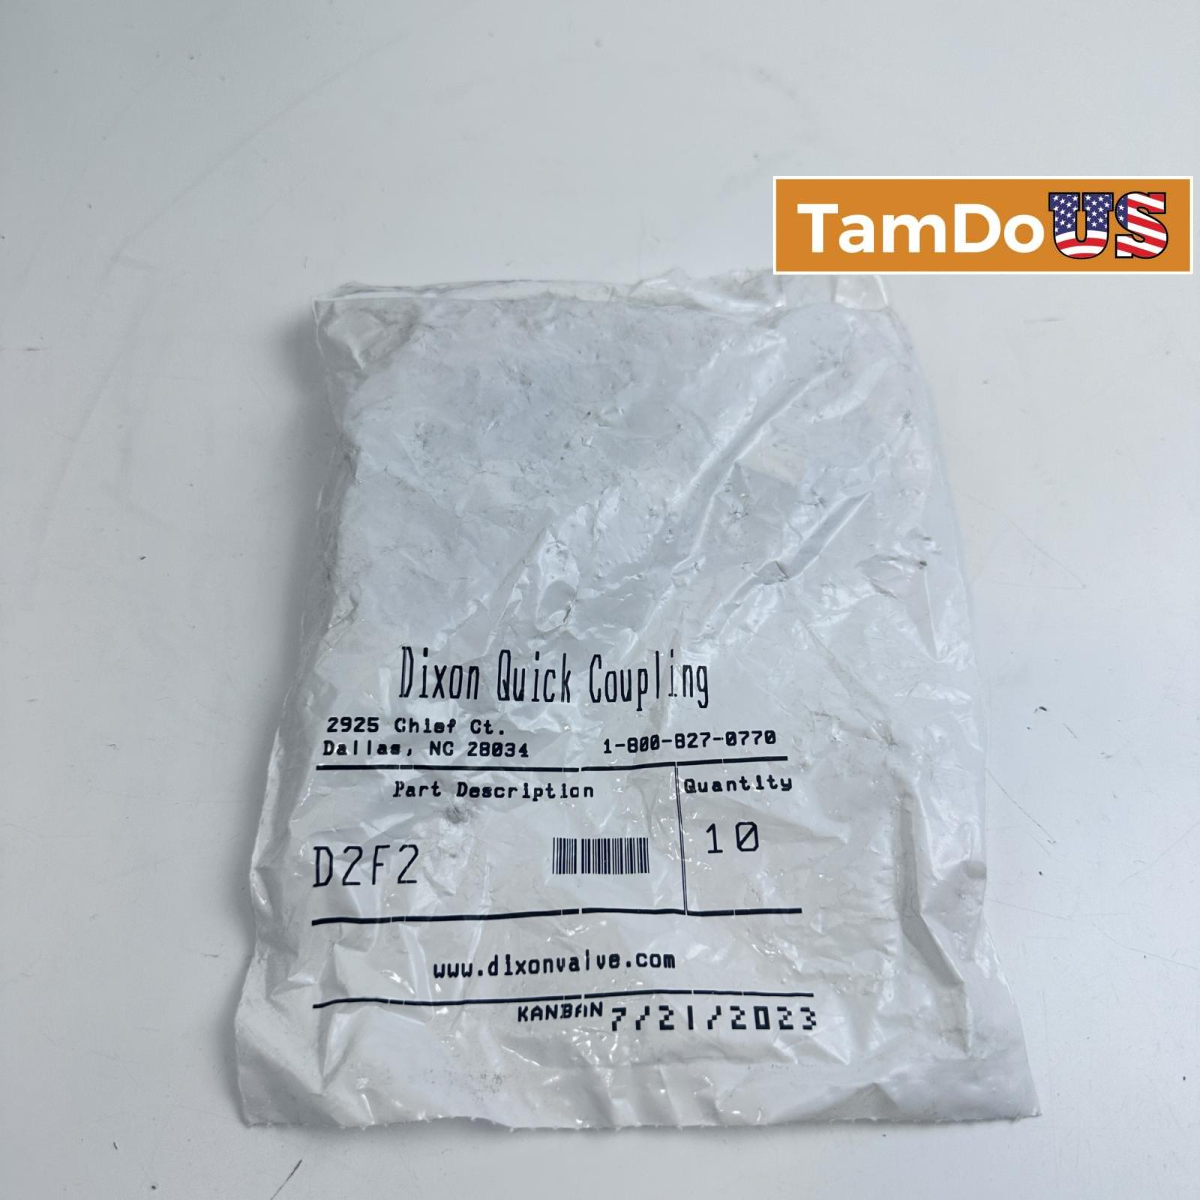 TamDoUS
Dixon Quick Coupling
2925 Chief Ct.
Dallas, NC 28034 1-800-827-0770
Part Description Quantity
D2F2 10
www.dixonvalve.com
KANBAN 7/21/2023